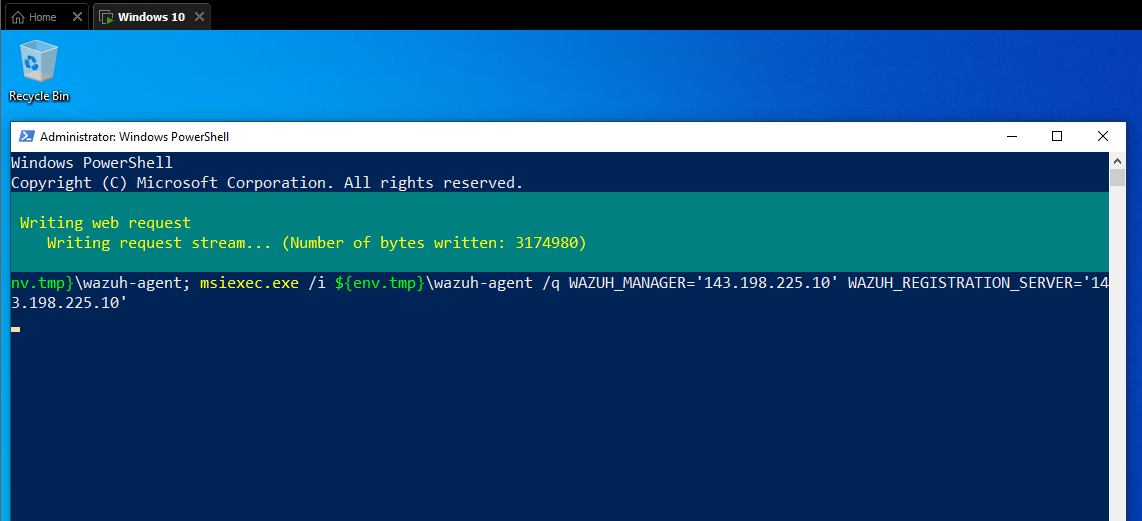 Home
Windows 10
Recycle Bin
Administrator: Windows PowerShell
Windows PowerShell
Copyright (C) Microsoft Corporation. All rights reserved.
Writing web request
Writing request stream... (Number of bytes written: 3174980)
nv.tmp}\wazuh-agent; msiexec.exe /i ${env.tmp}\wazuh-agent /q WAZUH_MANAGER='143.198.225.10' WAZUH_REGISTRATION_SERVER='14
3.198.225.10'